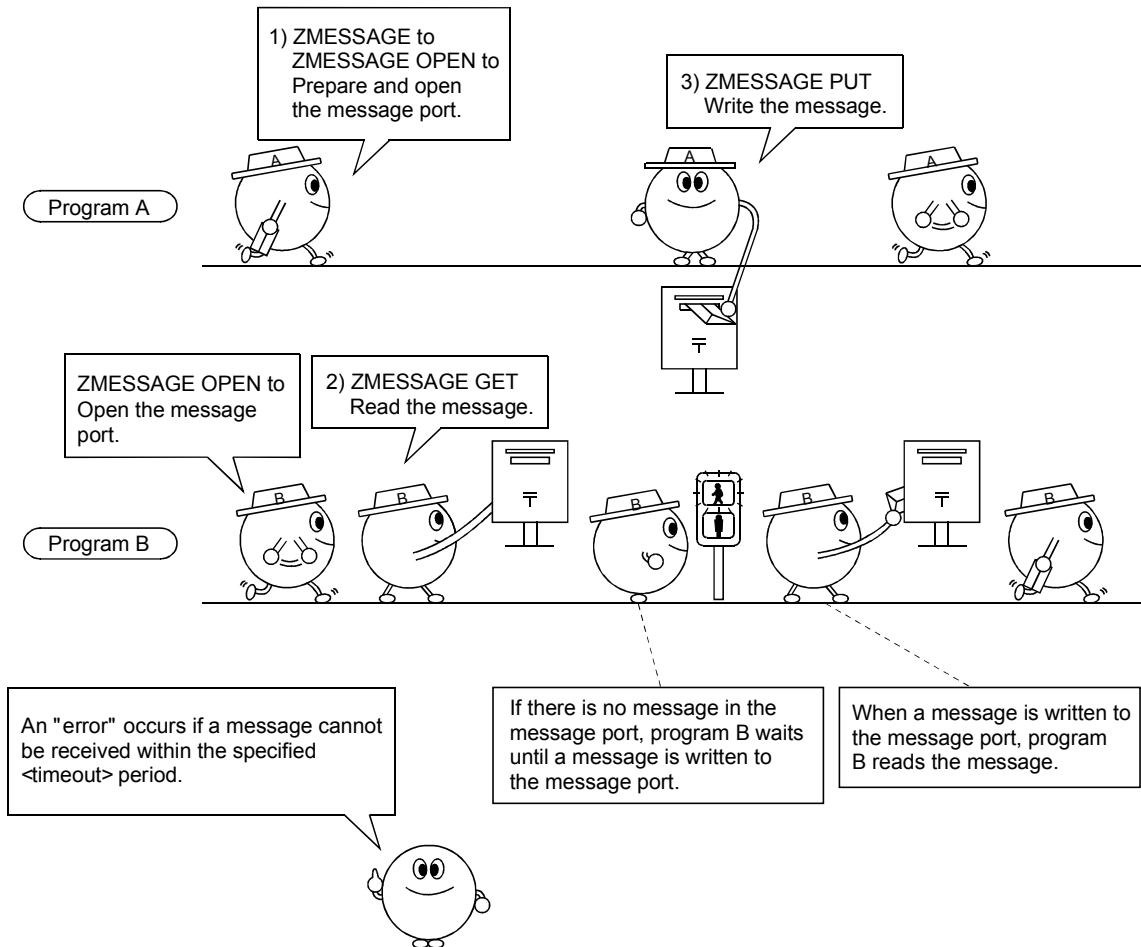 1) ZMESSAGE to
ZMESSAGE OPEN to
Prepare and open
the message port.
3) ZMESSAGE PUT
Write the message.
A
A
A
Program A
〒
ZMESSAGE OPEN to
Open the message
port.
2) ZMESSAGE GET
Read the message.
B
B
〒
B
B
〒
B
Program B
An "error" occurs if a message cannot
be received within the specified
<timeout> period.
If there is no message in the
message port, program B waits
until a message is written to
the message port.
When a message is written to
the message port, program
B reads the message.